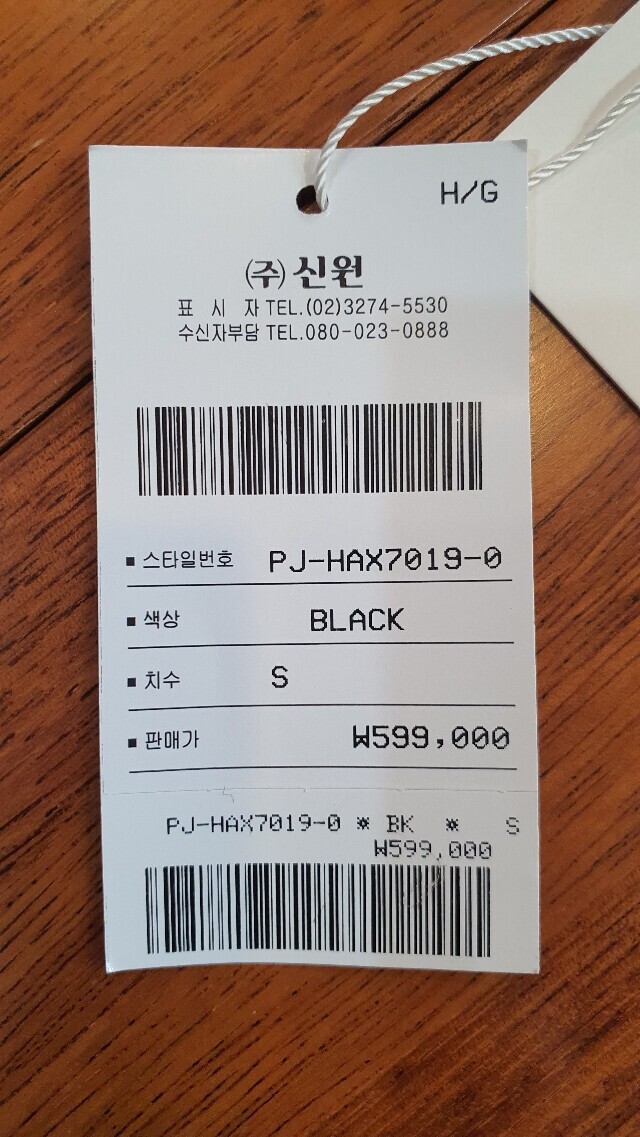 H/G
(주) 신원
표 시 자 TEL.(02)3274-5530
수신자부담 TEL.080-023-0888
■ 스타일번호 PJ-HAX7019-0
■ 색상 BLACK
■ 치수 S
■ 판매가 ₩599,000
PJ-HAX7019-0 * BK * S
₩599,000